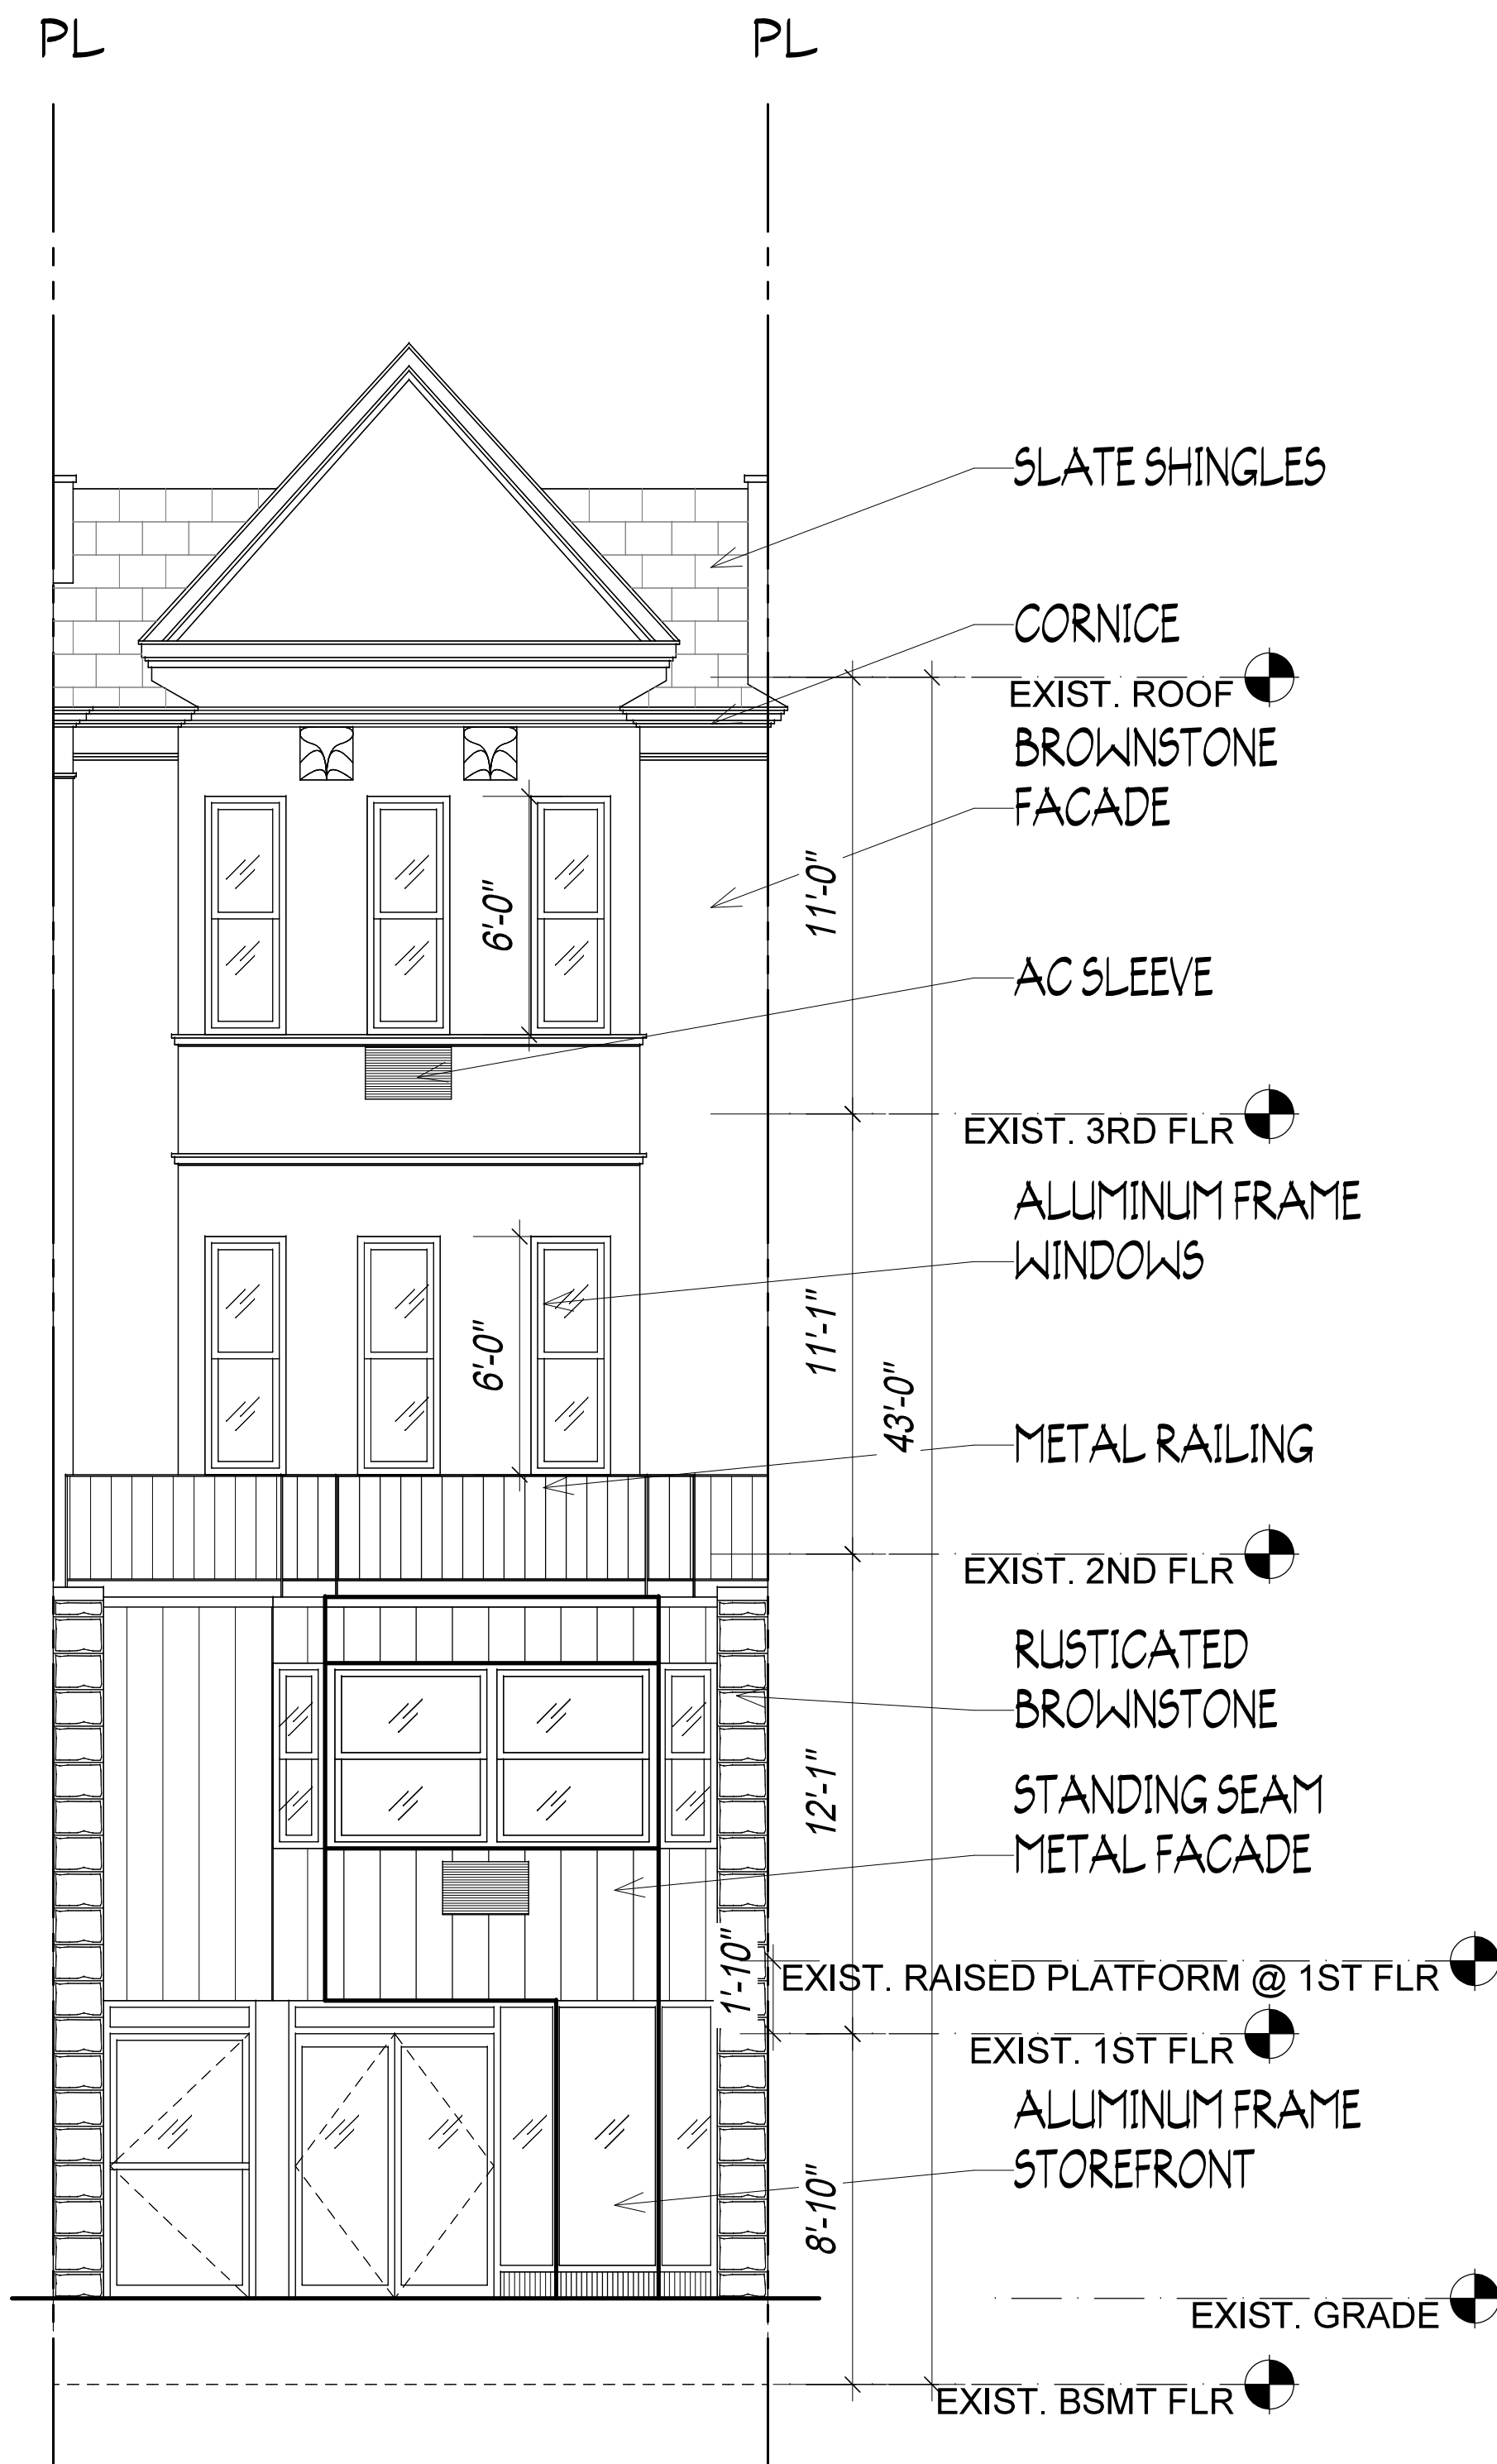 PL
PL
SLATE SHINGLES
CORNICE
EXIST. ROOF
BROWNSTONE
FACADE
11'-0"
6'-0"
AC SLEEVE
EXIST. 3RD FLR
ALUMINUM FRAME
WINDOWS
11'-1"
6'-0"
43'-0"
METAL RAILING
EXIST. 2ND FLR
RUSTICATED
BROWNSTONE
12'-1"
STANDING SEAM
METAL FACADE
1'-10"
EXIST. RAISED PLATFORM @ 1ST FLR
EXIST. 1ST FLR
ALUMINUM FRAME
STOREFRONT
8'-10"
EXIST. GRADE
EXIST. BSMT FLR